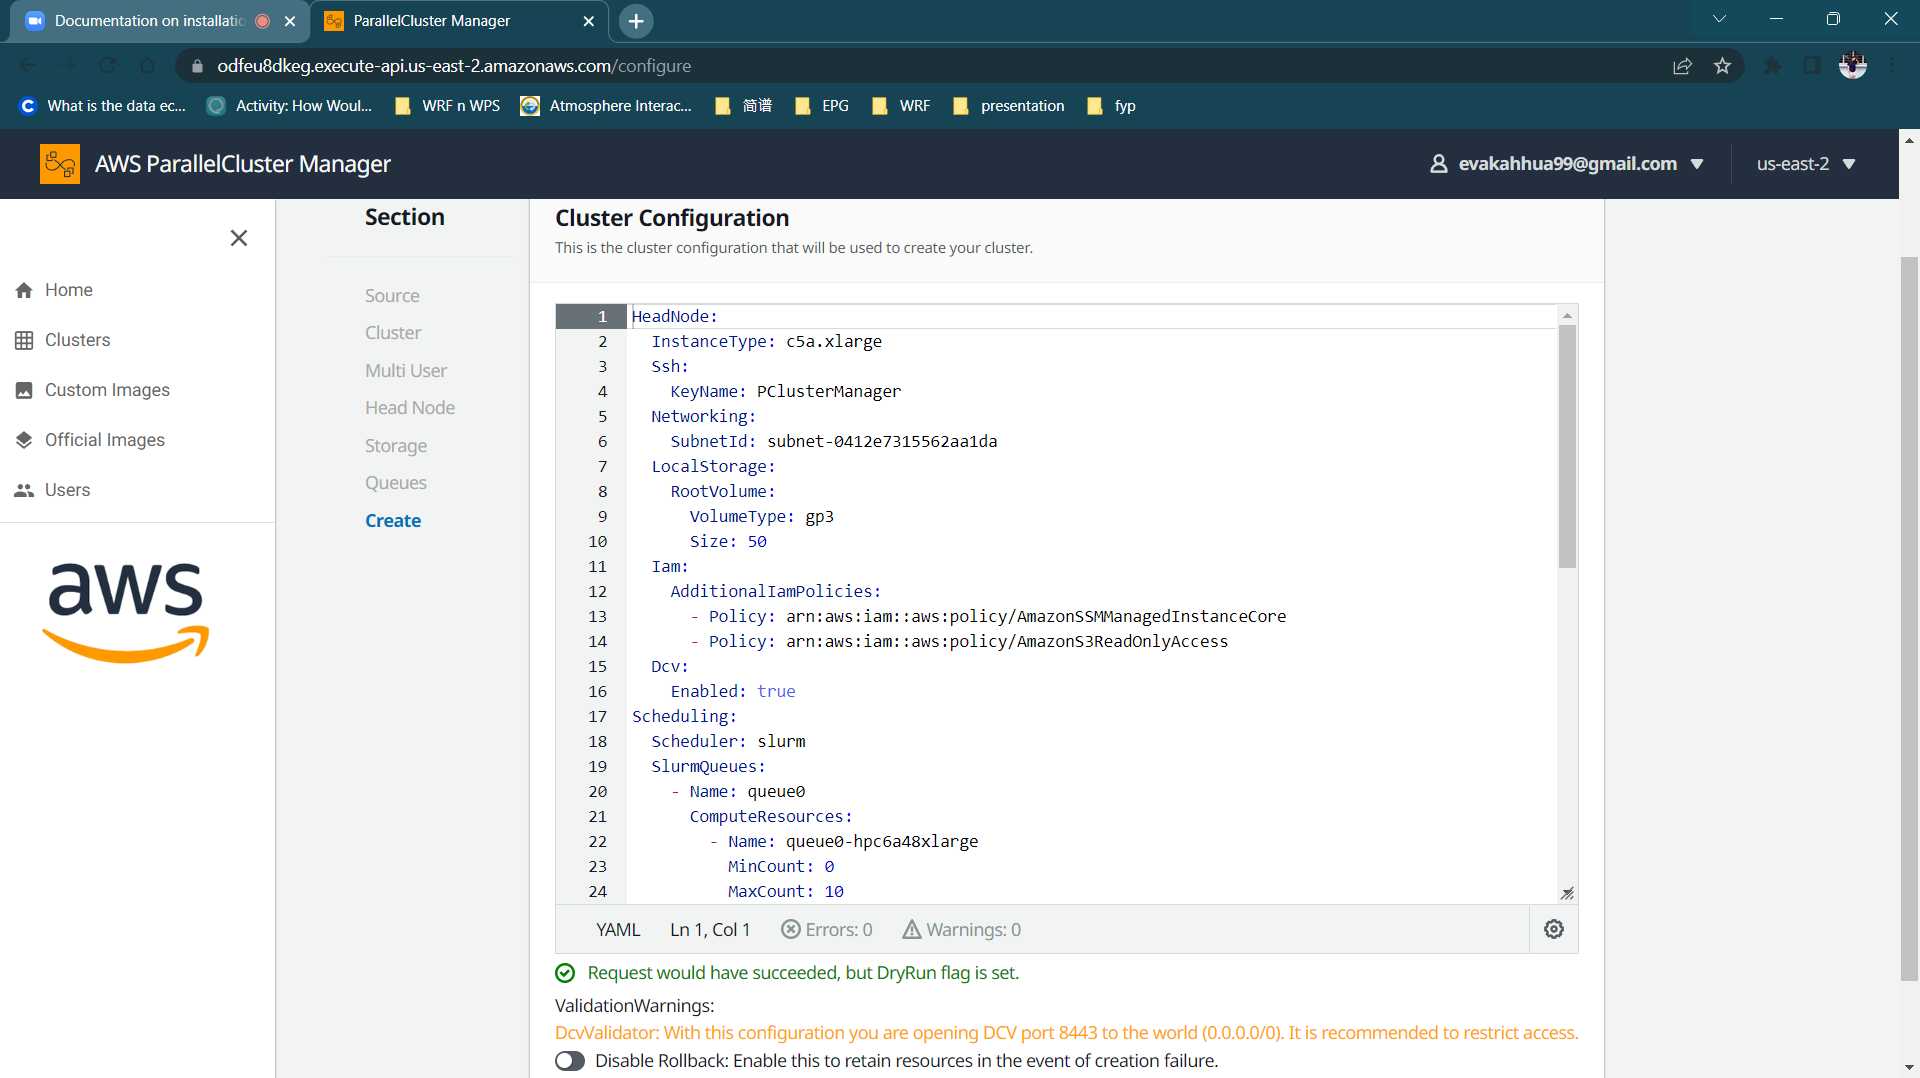 Documentation on installatio
ParallelCluster Manager
odfeu8dkeg.execute-api.us-east-2.amazonaws.com/configure
What is the data ec...
Activity: How Woul...
WRF n WPS
Atmosphere Interac...
简谱
EPG
WRF
presentation
fyp
AWS ParallelCluster Manager
evakahhua99@gmail.com
us-east-2
Home
Clusters
Custom Images
Official Images
Users
aws
Section
Source
Cluster
Multi User
Head Node
Storage
Queues
Create
Cluster Configuration
This is the cluster configuration that will be used to create your cluster.
1 HeadNode:
2 InstanceType: c5a.xlarge
3 Ssh:
4 KeyName: PClusterManager
5 Networking:
6 SubnetId: subnet-0412e7315562aa1da
7 LocalStorage:
8 RootVolume:
9 VolumeType: gp3
10 Size: 50
11 Iam:
12 AdditionalIamPolicies:
13 - Policy: arn:aws:iam::aws:policy/AmazonSSMManagedInstanceCore
14 - Policy: arn:aws:iam::aws:policy/AmazonS3ReadOnlyAccess
15 Dcv:
16 Enabled: true
17 Scheduling:
18 Scheduler: slurm
19 SlurmQueues:
20 - Name: queue0
21 ComputeResources:
22 - Name: queue0-hpc6a48xlarge
23 MinCount: 0
24 MaxCount: 10
YAML Ln 1, Col 1 Errors: 0 Warnings: 0
Request would have succeeded, but DryRun flag is set.
ValidationWarnings:
DcvValidator: With this configuration you are opening DCV port 8443 to the world (0.0.0.0/0). It is recommended to restrict access.
Disable Rollback: Enable this to retain resources in the event of creation failure.